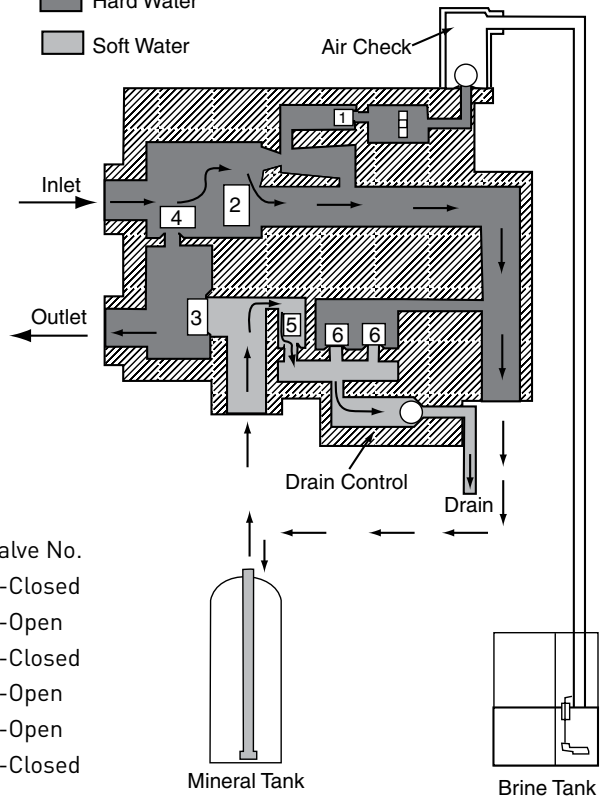 Hard Water
Soft Water
Air Check
1
Inlet
2
4
Outlet
3
5
6 6
Drain Control
Drain
alve No.
-Closed
-Open
-Closed
-Open
-Open
-Closed
Mineral Tank
Brine Tank